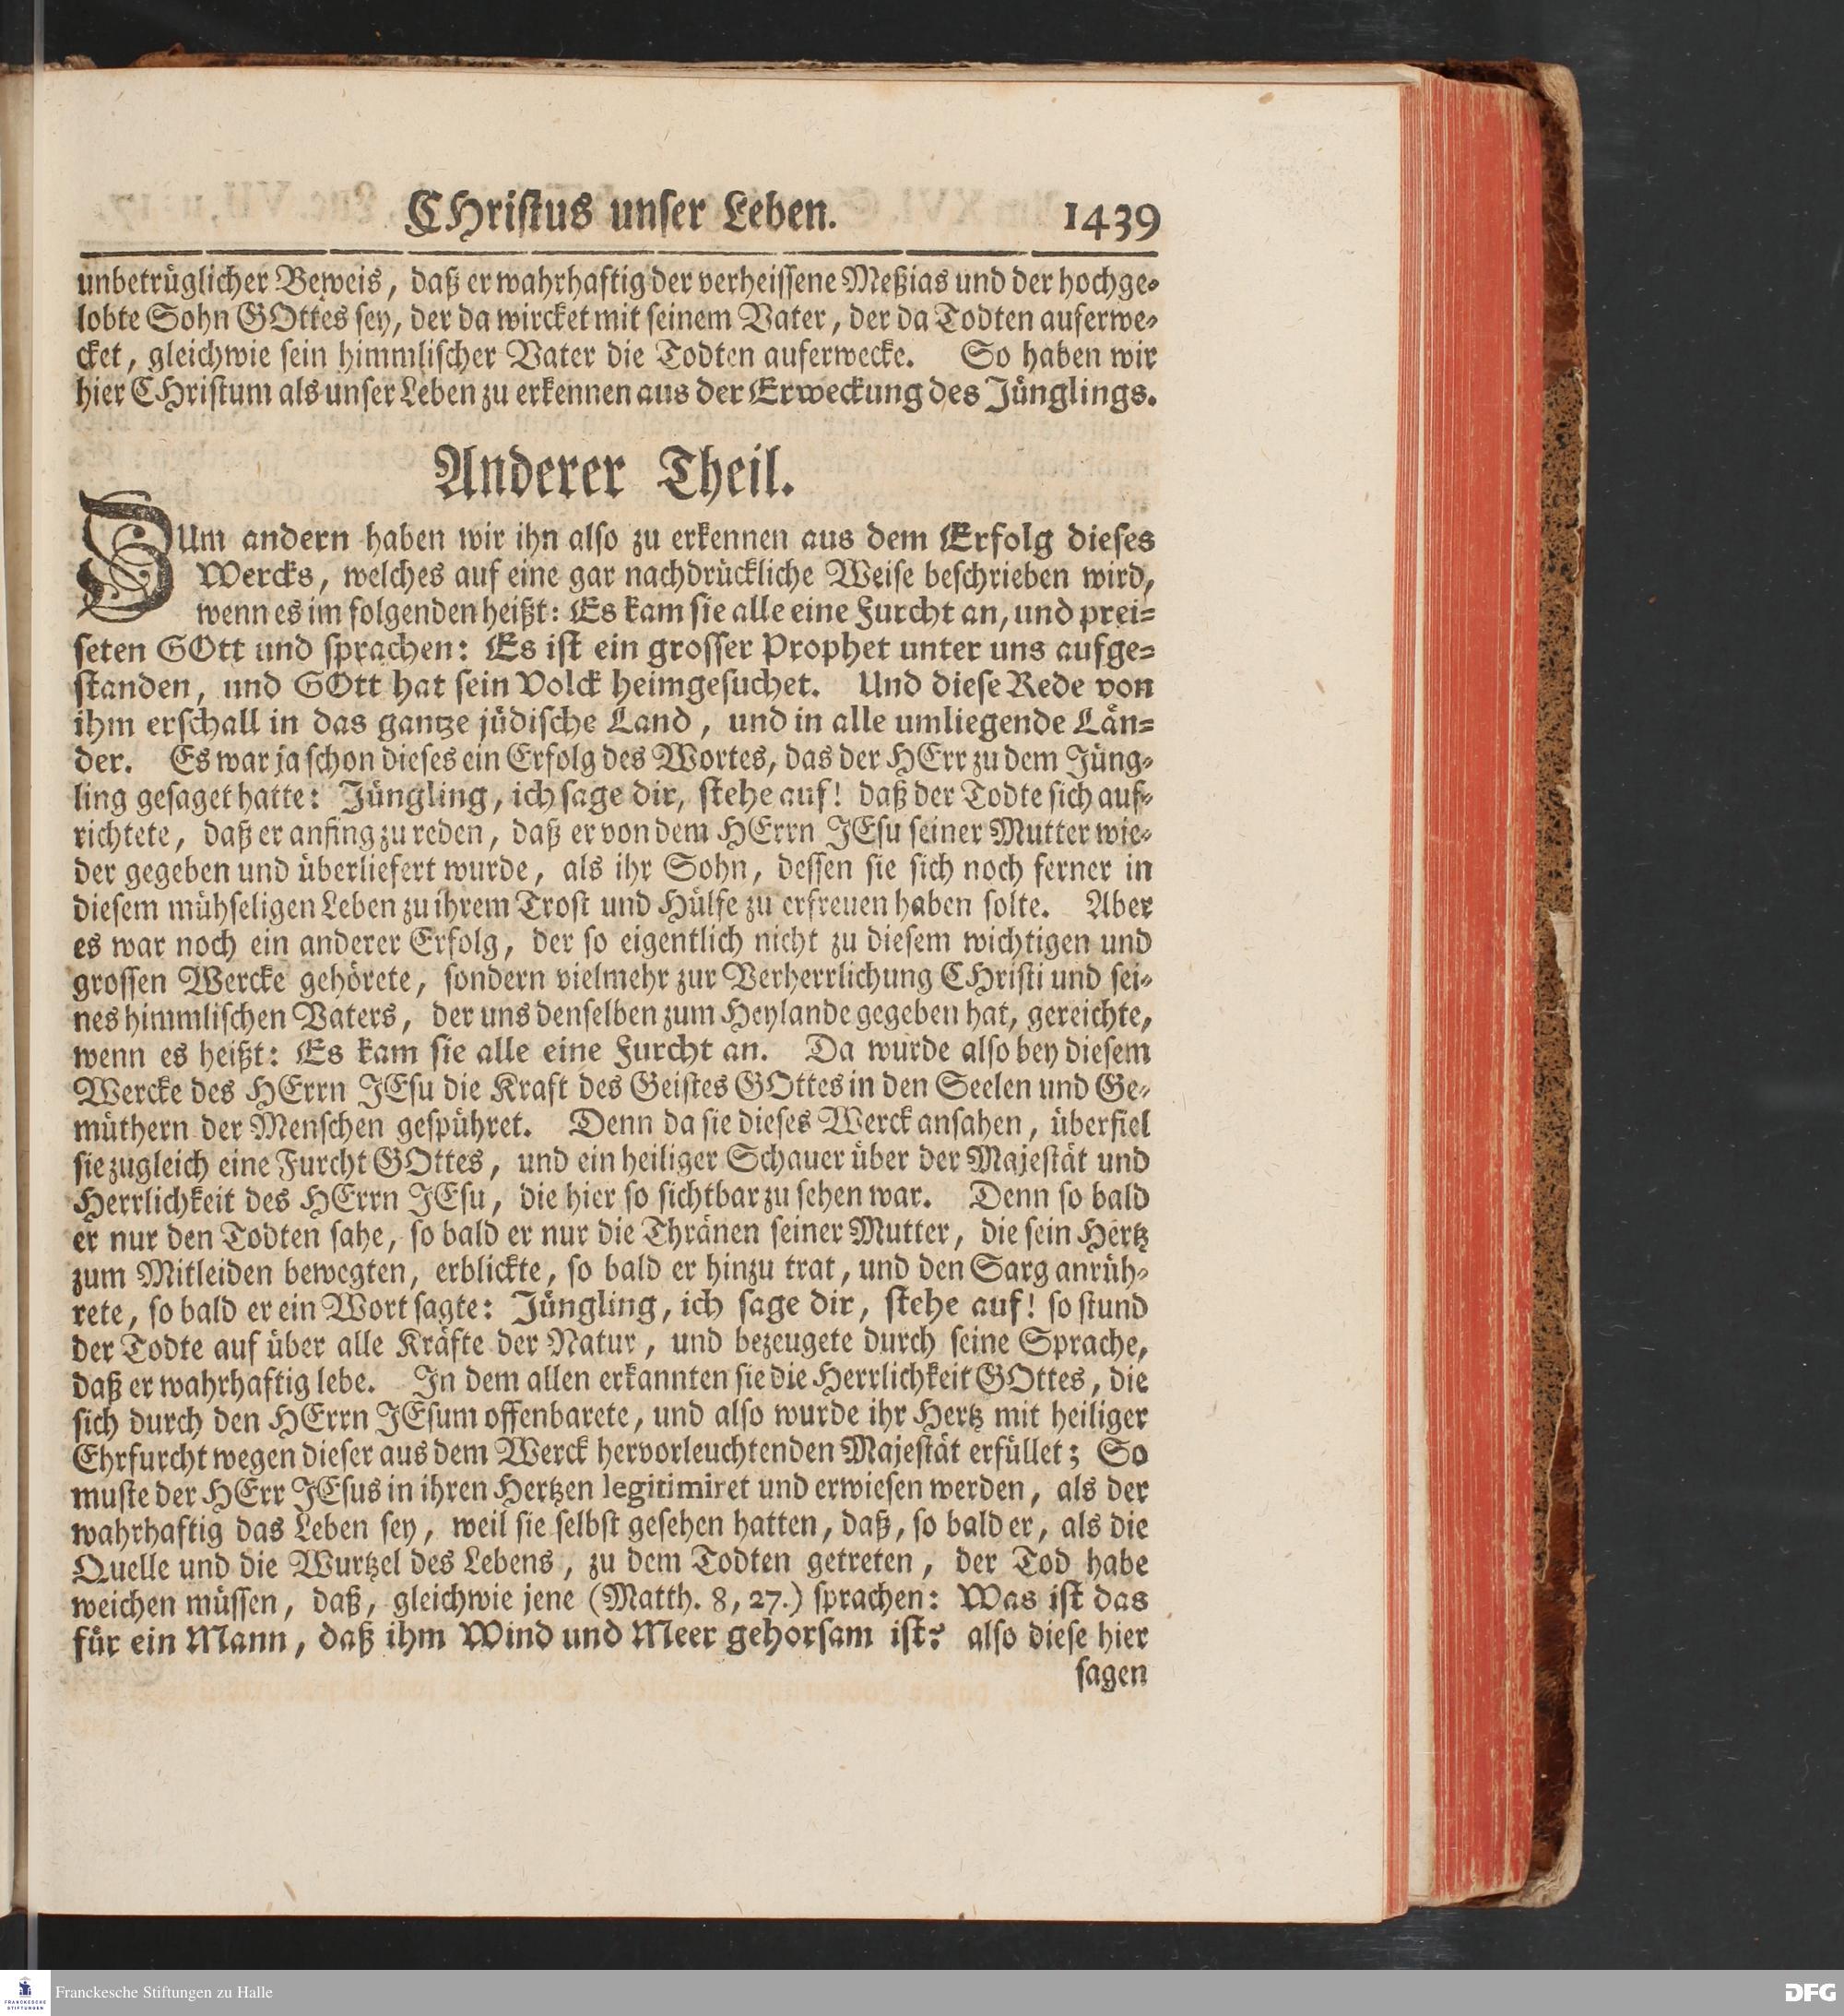 CHristus unser Leben. 1439
unbetrüglicher Beweis, daß er wahrhaftig der verheissene Meßias und der hochge-
lobte Sohn GOttes sey, der da wircket mit seinem Vater, der da Todten auferwe-
cket, gleichwie sein himmlischer Vater die Todten auferwecke. So haben wir
hier CHristum als unser Leben zu erkennen aus der Erweckung des Jünglings.
Anderer Theil.
ZUm andern haben wir ihn also zu erkennen aus dem Erfolg dieses
Wercks, welches auf eine gar nachdrückliche Weise beschrieben wird,
wenn es im folgenden heißt: Es kam sie alle eine Furcht an, und prei-
seten GOtt und sprachen: Es ist ein grosser Prophet unter uns aufge-
standen, und GOtt hat sein Volck heimgesuchet. Und diese Rede von
ihm erschall in das gantze jüdische Land, und in alle umliegende Län-
der. Es war ja schon dieses ein Erfolg des Wortes, das der HErr zu dem Jüng-
ling gesaget hatte: Jüngling, ich sage dir, stehe auf! daß der Todte sich auf-
richtete, daß er anfing zu reden, daß er von dem HErrn JEsu seiner Mutter wie-
der gegeben und überliefert wurde, als ihr Sohn, dessen sie sich noch ferner in
diesem mühseligen Leben zu ihrem Trost und Hülfe zu erfreuen haben solte. Aber
es war noch ein anderer Erfolg, der so eigentlich nicht zu diesem wichtigen und
grossen Wercke gehörete, sondern vielmehr zur Verherrlichung CHristi und sei-
nes himmlischen Vaters, der uns denselben zum Heylande gegeben hat, gereichte,
wenn es heißt: Es kam sie alle eine Furcht an. Da wurde also bey diesem
Wercke des HErrn JEsu die Kraft des Geistes GOttes in den Seelen und Ge-
müthern der Menschen gespühret. Denn da sie dieses Werck ansahen, überfiel
sie zugleich eine Furcht GOttes, und ein heiliger Schauer über der Majestät und
Herrlichkeit des HErrn JEsu, die hier so sichtbar zu sehen war. Denn so bald
er nur den Todten sahe, so bald er nur die Thränen seiner Mutter, die sein Hertz
zum Mitleiden bewegten, erblickte, so bald er hinzu trat, und den Sarg anrüh-
rete, so bald er ein Wort sagte: Jüngling, ich sage dir, stehe auf! so stund
der Todte auf über alle Kräfte der Natur, und bezeugete durch seine Sprache,
daß er wahrhaftig lebe. In dem allen erkannten sie die Herrlichkeit GOttes, die
sich durch den HErrn JEsum offenbarete, und also wurde ihr Hertz mit heiliger
Ehrfurcht wegen dieser aus dem Werck hervorleuchtenden Majestät erfüllet; So
muste der HErr JEsus in ihren Hertzen legitimiret und erwiesen werden, als der
wahrhaftig das Leben sey, weil sie selbst gesehen hatten, daß, so bald er, als die
Quelle und die Wurtzel des Lebens, zu dem Todten getreten, der Tod habe
weichen müssen, daß, gleichwie jene (Matth. 8, 27.) sprachen: Was ist das
für ein Mann, daß ihm Wind und Meer gehorsam ist? also diese hier
sagen
FRANCKESCHE STIFTUNGEN
Franckesche Stiftungen zu Halle
DFG